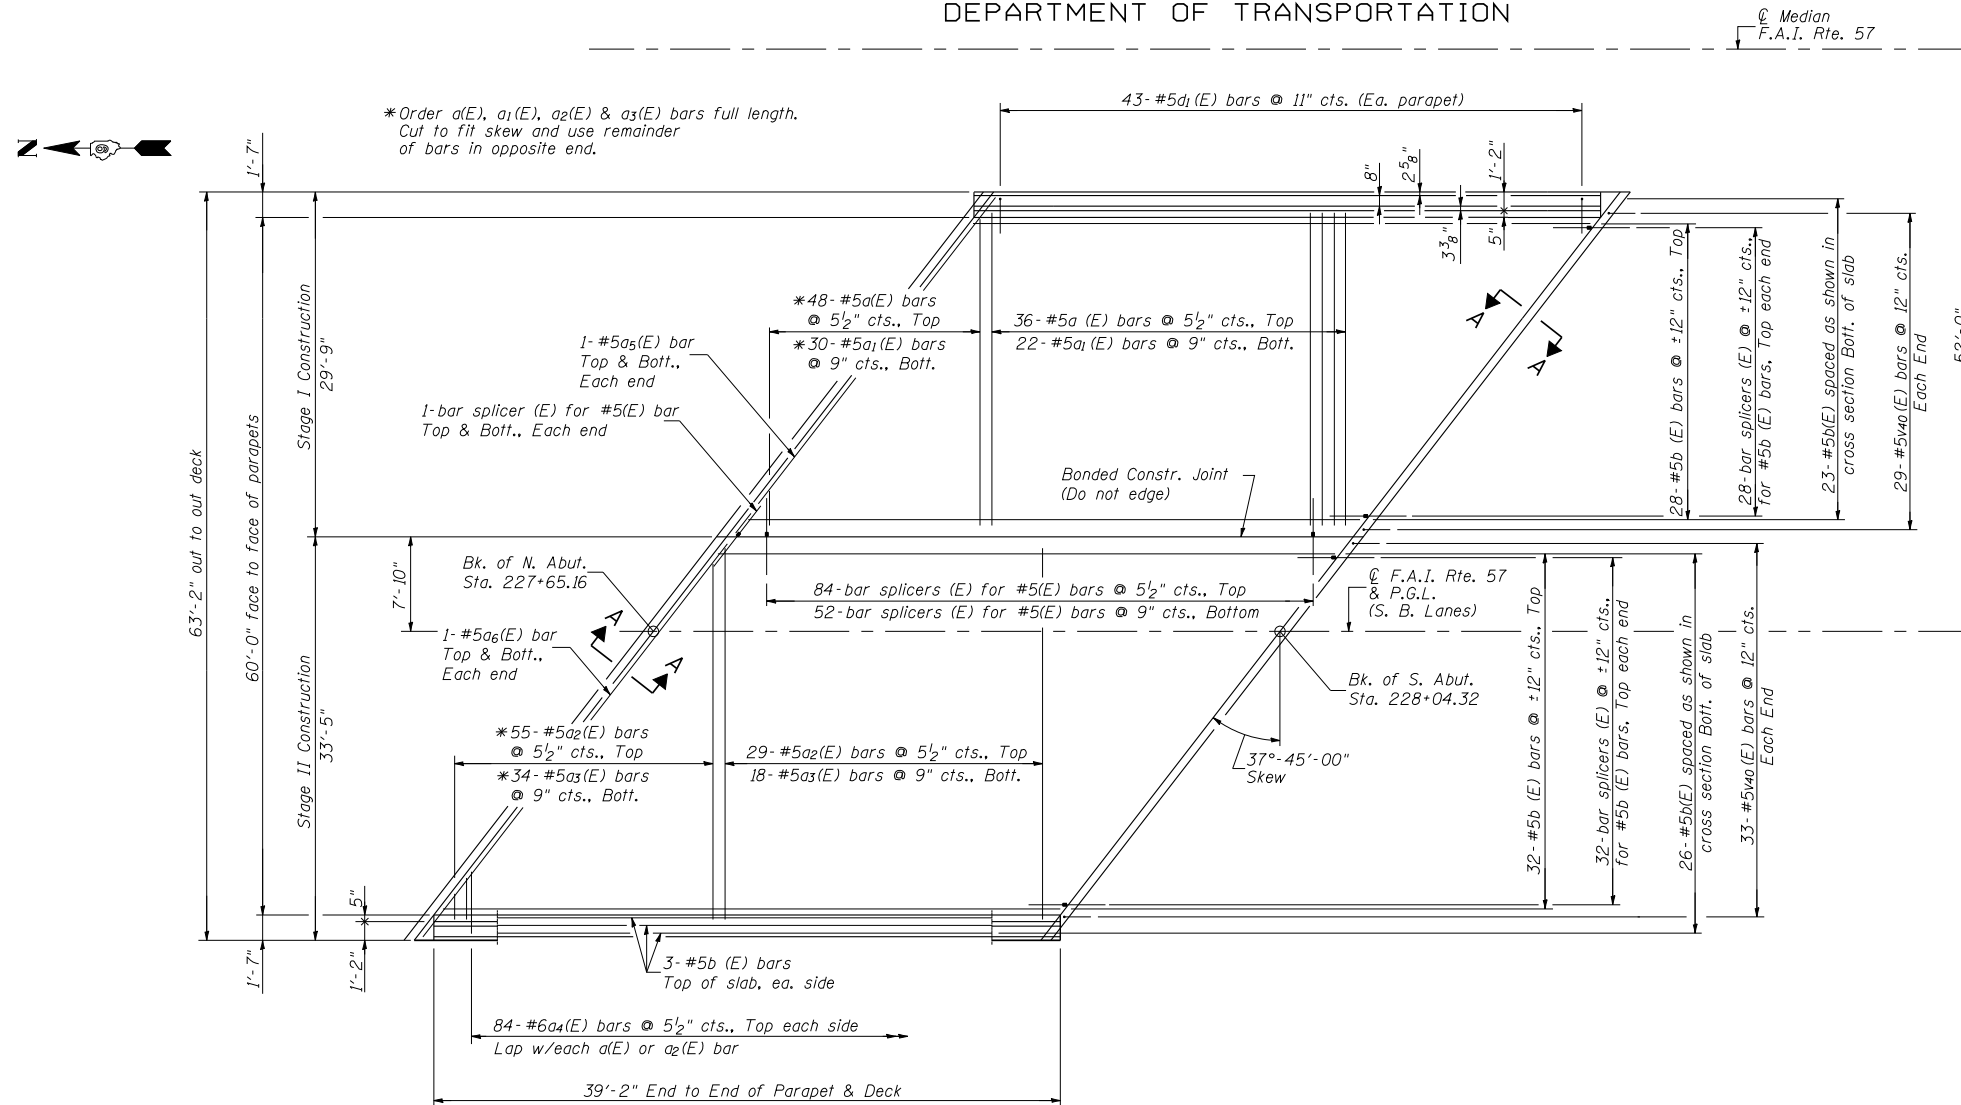 DEPARTMENT OF TRANSPORTATION
℄ Median
F.A.I. Rte. 57
N
*Order a(E), a1(E), a2(E) & a3(E) bars full length.
Cut to fit skew and use remainder
of bars in opposite end.
43-#5d1(E) bars @ 11" cts. (Ea. parapet)
1'-7"
8"
2 5/8"
1'-2"
3 3/8"
5"
63'-2" out to out deck
60'-0" face to face of parapets
Stage I Construction
29'-9"
*48-#5a(E) bars
@ 5 1/2" cts., Top
*30-#5a1(E) bars
@ 9" cts., Bott.
36-#5a (E) bars @ 5 1/2" cts., Top
22-#5a1(E) bars @ 9" cts., Bott.
1-#5a5(E) bar
Top & Bott.,
Each end
1-bar splicer (E) for #5(E) bar
Top & Bott., Each end
Bonded Constr. Joint
(Do not edge)
A
A
28-#5b (E) bars @ ±12" cts., Top
28-bar splicers (E) @ ±12" cts.,
for #5b (E) bars, Top each end
23-#5b(E) spaced as shown in
cross section Bott. of slab
29-#5v40(E) bars @ 12" cts.
Each End
52'-0"
7'-10"
Bk. of N. Abut.
Sta. 227+65.16
84-bar splicers (E) for #5(E) bars @ 5 1/2" cts., Top
52-bar splicers (E) for #5(E) bars @ 9" cts., Bottom
℄ F.A.I. Rte. 57
& P.G.L.
(S. B. Lanes)
A
A
1-#5a6(E) bar
Top & Bott.,
Each end
Bk. of S. Abut.
Sta. 228+04.32
Stage II Construction
33'-5"
*55-#5a2(E) bars
@ 5 1/2" cts., Top
*34-#5a3(E) bars
@ 9" cts., Bott.
29-#5a2(E) bars @ 5 1/2" cts., Top
18-#5a3(E) bars @ 9" cts., Bott.
37°-45'-00"
Skew
32-#5b (E) bars @ ±12" cts., Top
32-bar splicers (E) @ ±12" cts.,
for #5b (E) bars, Top each end
26-#5b(E) spaced as shown in
cross section Bott. of slab
33-#5v40(E) bars @ 12" cts.
Each End
5"
1'-7"
1'-2"
3-#5b (E) bars
Top of slab, ea. side
84-#6a4(E) bars @ 5 1/2" cts., Top each side
Lap w/each a(E) or a2(E) bar
39'-2" End to End of Parapet & Deck